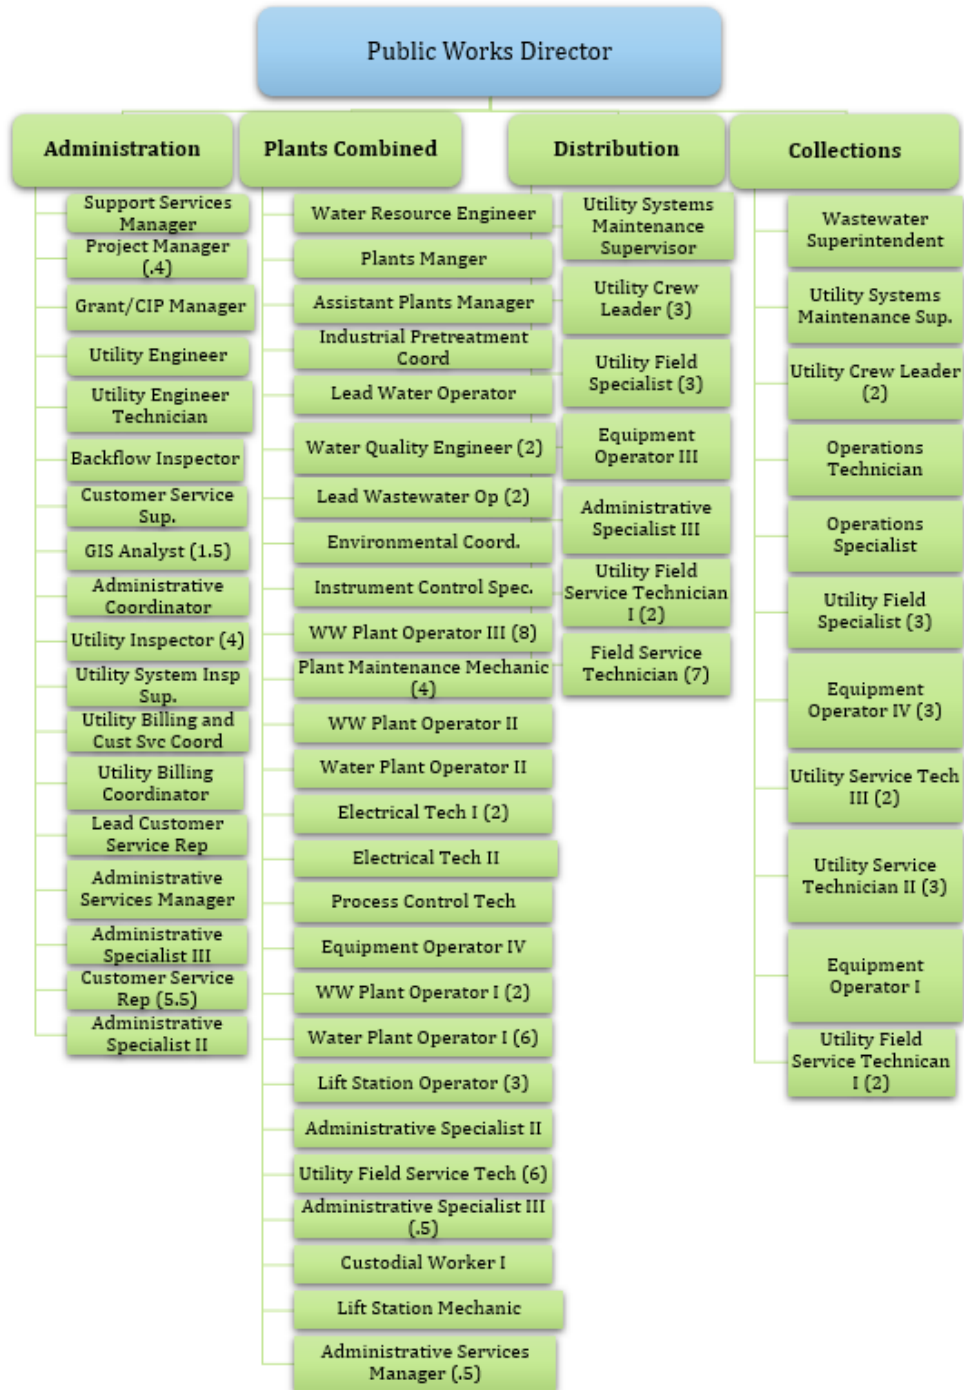 Public Works Director
Administration
Support Services
Manager
Project Manager
(.4)
Grant/CIP Manager
Utility Engineer
Utility Engineer
Technician
Backflow Inspector
Customer Service
Sup.
GIS Analyst (1.5)
Administrative
Coordinator
Utility Inspector (4)
Utility System Insp
Sup.
Utility Billing and
Cust Svc Coord
Utility Billing
Coordinator
Lead Customer
Service Rep
Administrative
Services Manager
Administrative
Specialist III
Customer Service
Rep (5.5)
Administrative
Specialist II
Plants Combined
Water Resource Engineer
Plants Manger
Assistant Plants Manager
Industrial Pretreatment
Coord
Lead Water Operator
Water Quality Engineer (2)
Lead Wastewater Op (2)
Environmental Coord.
Instrument Control Spec.
WW Plant Operator III (8)
Plant Maintenance Mechanic
(4)
WW Plant Operator II
Water Plant Operator II
Electrical Tech I (2)
Electrical Tech II
Process Control Tech
Equipment Operator IV
WW Plant Operator I (2)
Water Plant Operator I (6)
Lift Station Operator (3)
Administrative Specialist II
Utility Field Service Tech (6)
Administrative Specialist III
(.5)
Custodial Worker I
Lift Station Mechanic
Administrative Services
Manager (.5)
Distribution
Utility Systems
Maintenance
Supervisor
Utility Crew
Leader (3)
Utility Field
Specialist (3)
Equipment
Operator III
Administrative
Specialist III
Utility Field
Service Technician
I (2)
Field Service
Technician (7)
Collections
Wastewater
Superintendent
Utility Systems
Maintenance Sup.
Utility Crew Leader
(2)
Operations
Technician
Operations
Specialist
Utility Field
Specialist (3)
Equipment
Operator IV (3)
Utility Service Tech
III (2)
Utility Service
Technician II (3)
Equipment
Operator I
Utility Field
Service Technican
I (2)